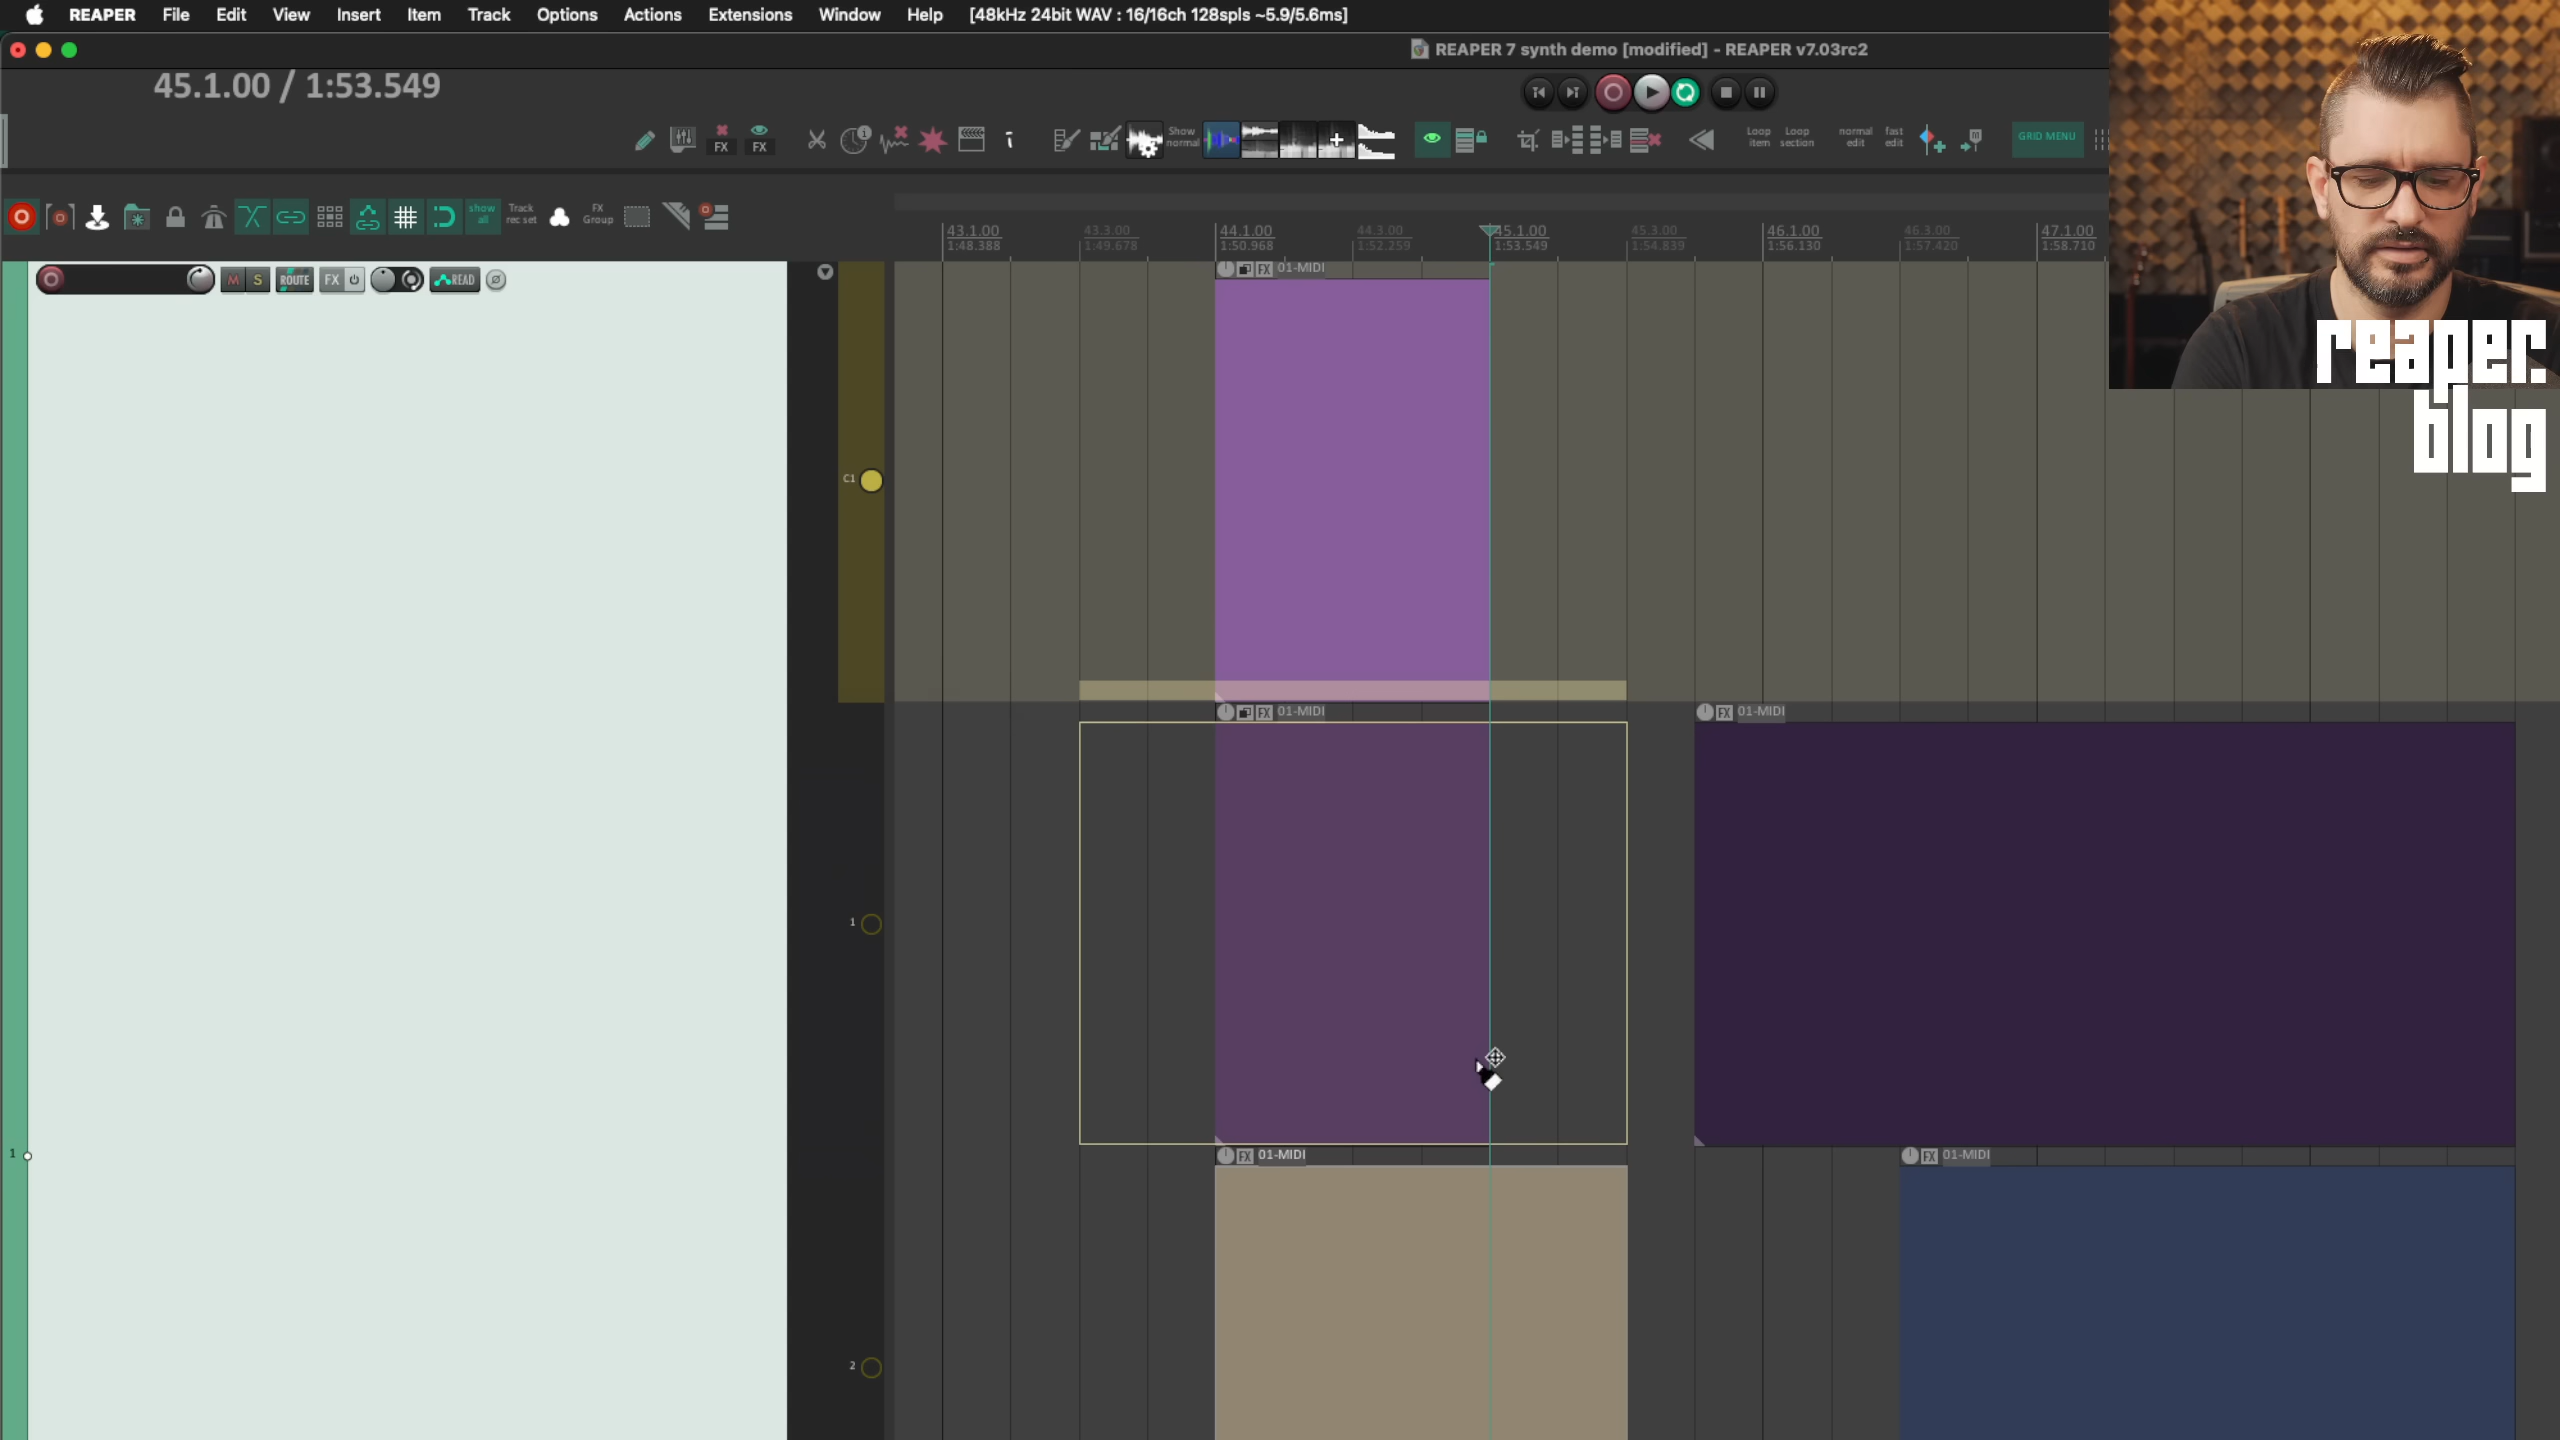 REAPER File Edit View Insert Item Track Options Actions Extensions Window Help [48kHz 24bit WAV : 16/16ch 128spls ~5.9/5.6ms]
REAPER 7 synth demo [modified] - REAPER v7.03rc2
45.1.00 / 1:53.549
FX FX
Show normal
Loop item
Loop section
normal edit
fast edit
GRID MENU
show all
Track rec set
FX Group
43.1.00 43.3.00 44.1.00 44.3.00 45.1.00 45.3.00 46.1.00 46.3.00 47.1.00
1:48.388 1:49.678 1:50.968 1:52.259 1:53.549 1:54.839 1:56.130 1:57.420 1:58.710
M S ROUTE FX READ
FX 01-MIDI
reaper.
blog
C1
FX 01-MIDI
FX 01-MIDI
1
1
FX 01-MIDI
FX 01-MIDI
2